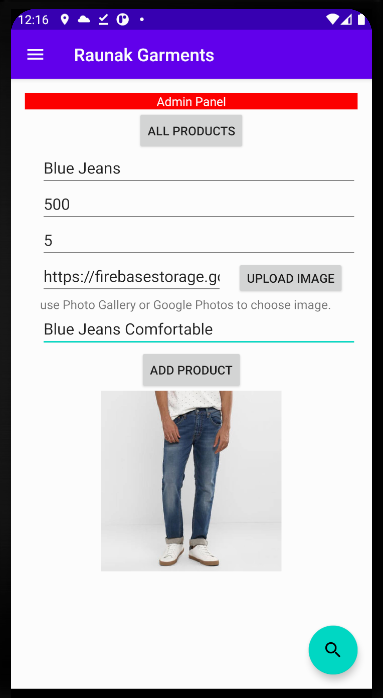 12:16
Raunak Garments
Admin Panel
ALL PRODUCTS
Blue Jeans
500
5
https://firebasestorage.go
UPLOAD IMAGE
use Photo Gallery or Google Photos to choose image.
Blue Jeans Comfortable
ADD PRODUCT